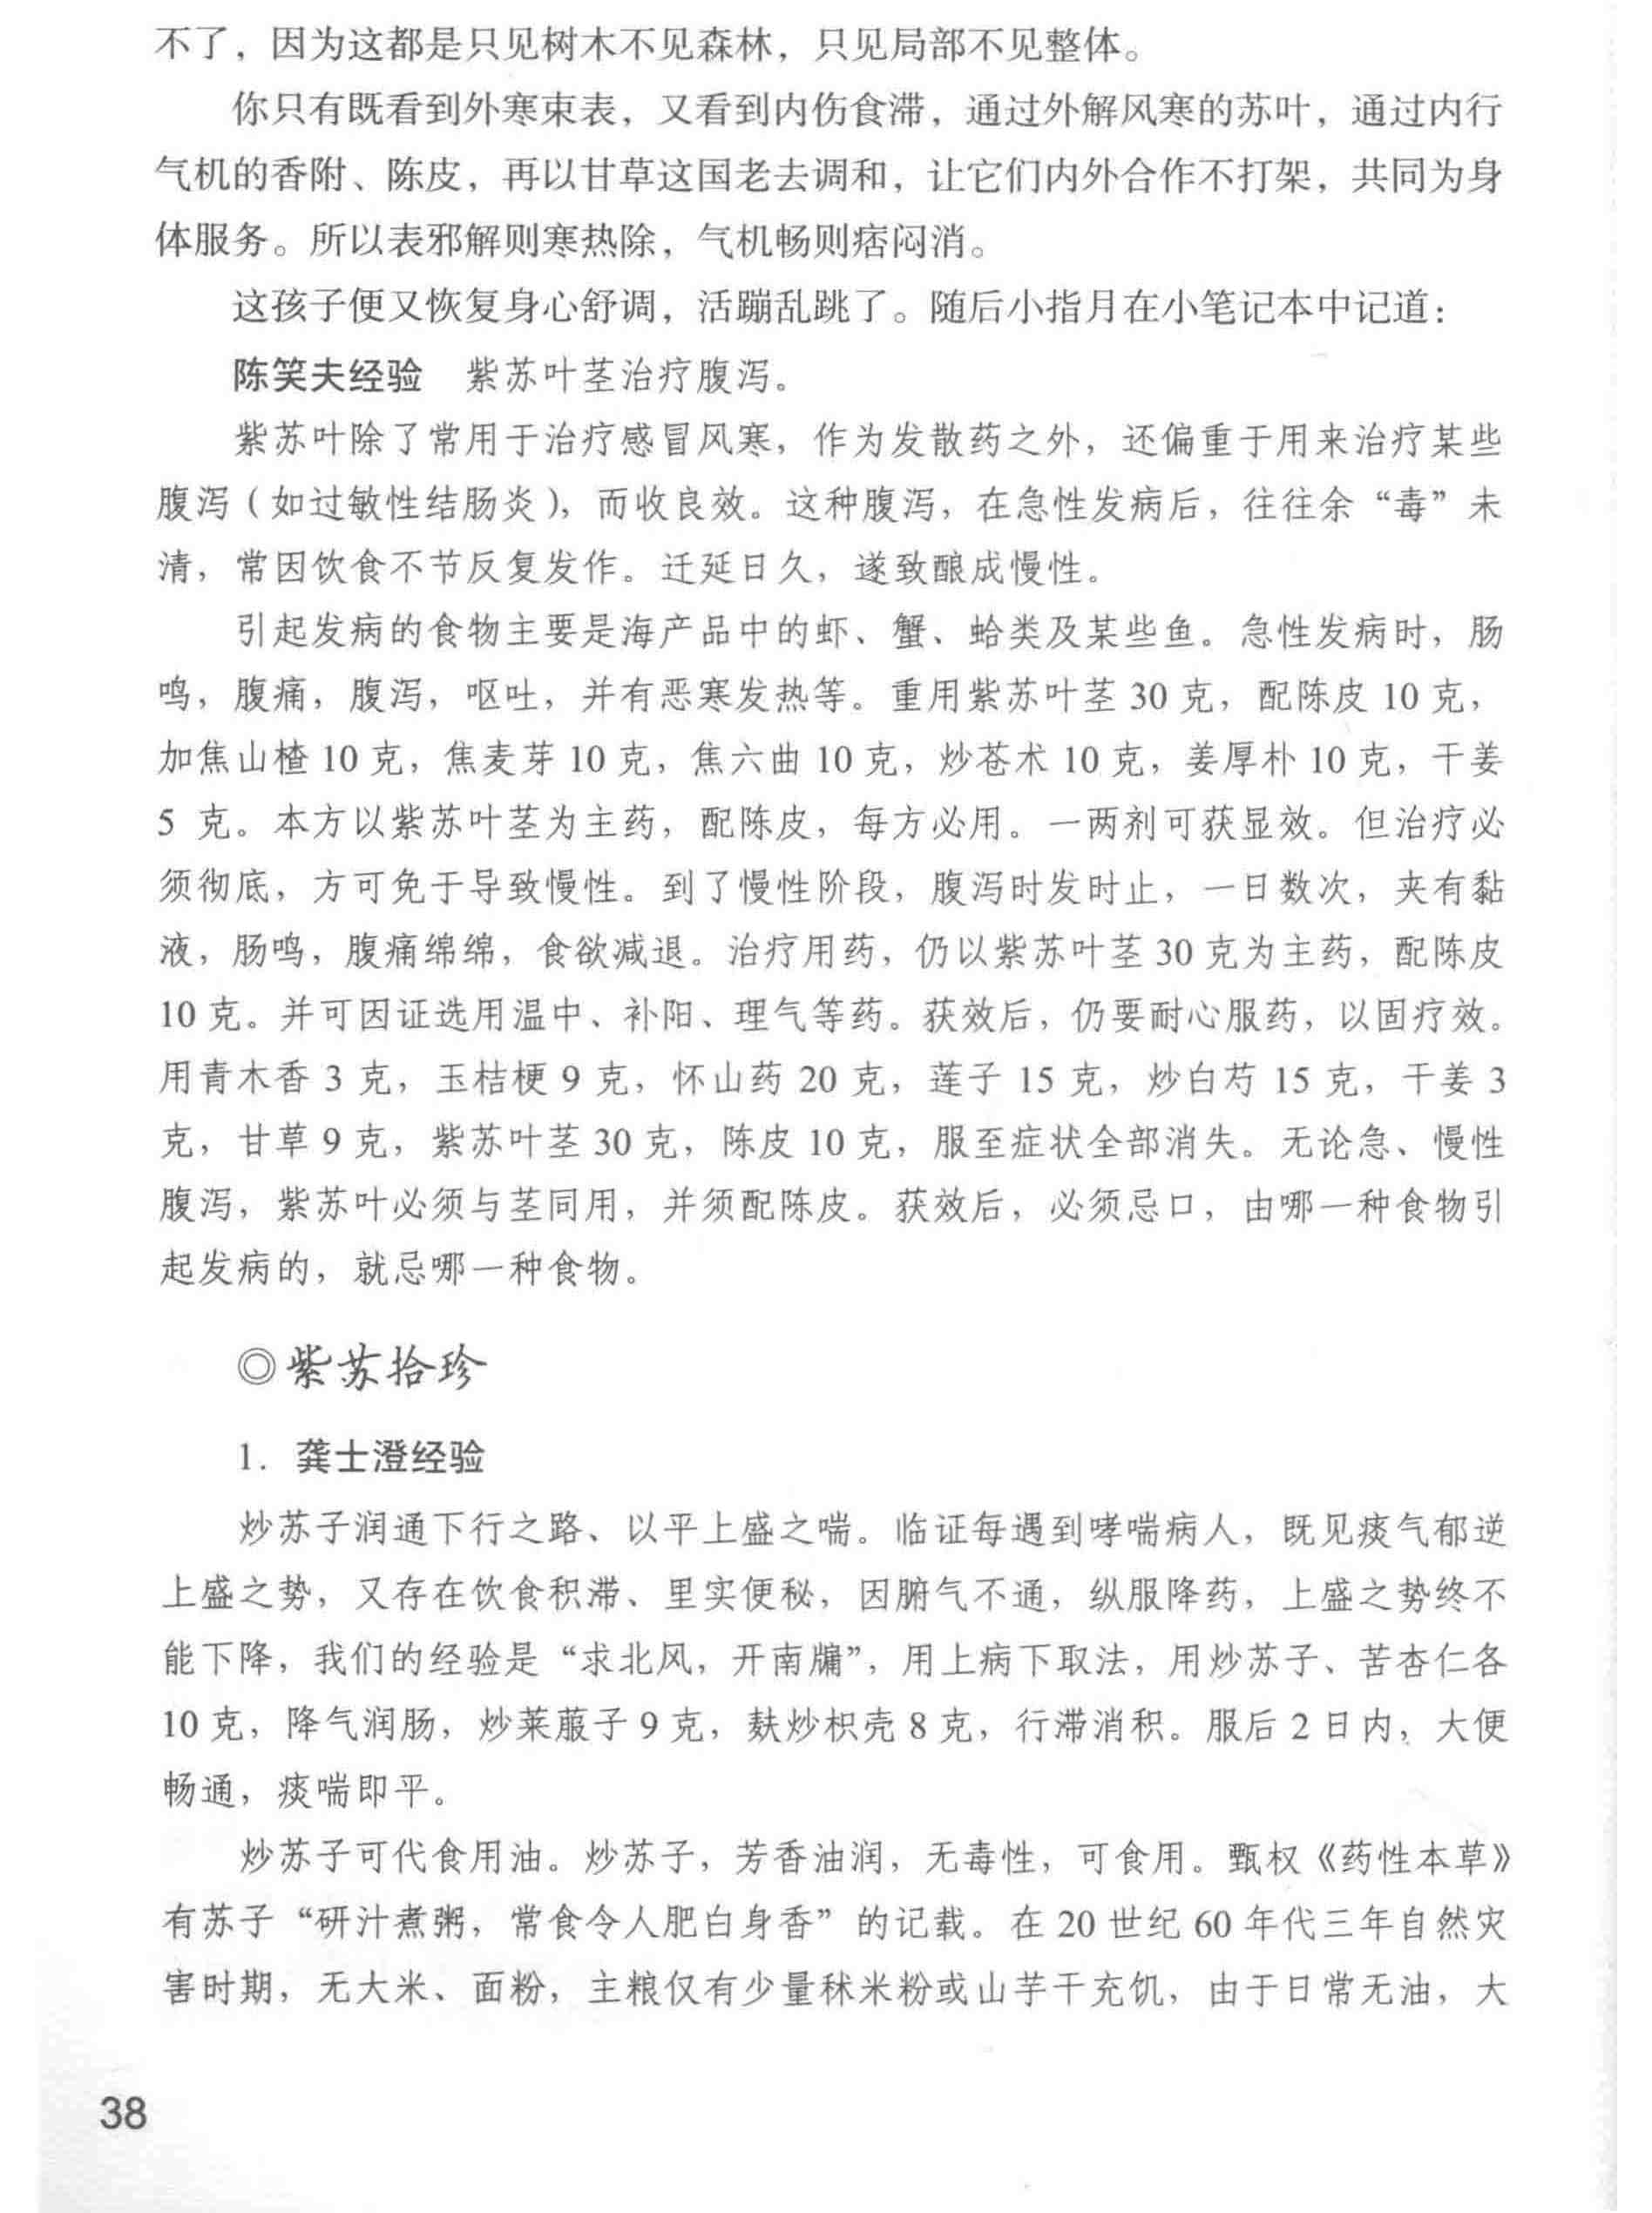 不了，因为这都是只见树木不见森林，只见局部不见整体。
你只有既看到外寒束表，又看到内伤食滞，通过外解风寒的苏叶，通过内行
气机的香附、陈皮，再以甘草这国老去调和，让它们内外合作不打架，共同为身
体服务。所以表邪解则寒热除，气机畅则痞闷消。
这孩子便又恢复身心舒调，活蹦乱跳了。随后小指月在小笔记本中记道：
陈笑夫经验　紫苏叶茎治疗腹泻。
紫苏叶除了常用于治疗感冒风寒，作为发散药之外，还偏重于用来治疗某些
腹泻（如过敏性结肠炎），而收良效。这种腹泻，在急性发病后，往往余“毒”未
清，常因饮食不节反复发作。迁延日久，遂致酿成慢性。
引起发病的食物主要是海产品中的虾、蟹、蛤类及某些鱼。急性发病时，肠
鸣，腹痛，腹泻，呕吐，并有恶寒发热等。重用紫苏叶茎 30 克，配陈皮 10 克，
加焦山楂 10 克，焦麦芽 10 克，焦六曲 10 克，炒苍术 10 克，姜厚朴 10 克，干姜
5 克。本方以紫苏叶茎为主药，配陈皮，每方必用。一两剂可获显效。但治疗必
须彻底，方可免于导致慢性。到了慢性阶段，腹泻时发时止，一日数次，夹有黏
液，肠鸣，腹痛绵绵，食欲减退。治疗用药，仍以紫苏叶茎 30 克为主药，配陈皮
10 克。并可因证选用温中、补阳、理气等药。获效后，仍要耐心服药，以固疗效。
用青木香 3 克，玉桔梗 9 克，怀山药 20 克，莲子 15 克，炒白芍 15 克，干姜 3
克，甘草 9 克，紫苏叶茎 30 克，陈皮 10 克，服至症状全部消失。无论急、慢性
腹泻，紫苏叶必须与茎同用，并须配陈皮。获效后，必须忌口，由哪一种食物引
起发病的，就忌哪一种食物。
◎紫苏拾珍
1. 龚士澄经验
炒苏子润通下行之路、以平上盛之喘。临证每遇到哮喘病人，既见痰气郁逆
上盛之势，又存在饮食积滞、里实便秘，因腑气不通，纵服降药，上盛之势终不
能下降，我们的经验是“求北风，开南牖”，用上病下取法，用炒苏子、苦杏仁各
10 克，降气润肠，炒莱菔子 9 克，麸炒枳壳 8 克，行滞消积。服后 2 日内，大便
畅通，痰喘即平。
炒苏子可代食用油。炒苏子，芳香油润，无毒性，可食用。甄权《药性本草》
有苏子“研汁煮粥，常食令人肥白身香”的记载。在 20 世纪 60 年代三年自然灾
害时期，无大米、面粉，主粮仅有少量秫米粉或山芋干充饥，由于日常无油，大
38